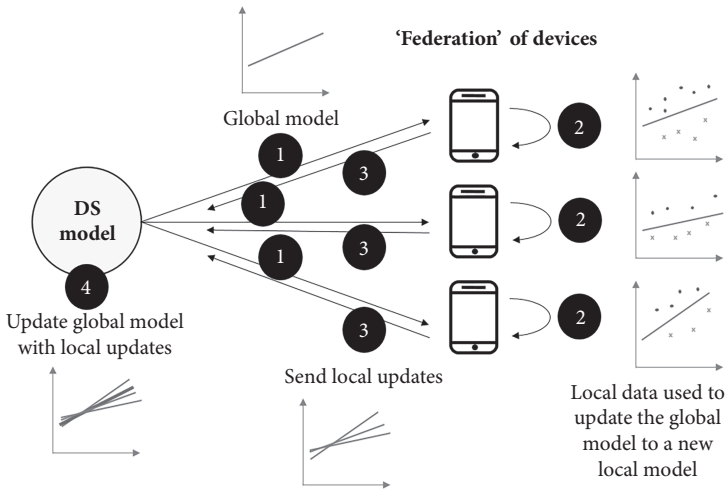 ‘Federation’ of devices
Global model
1
2
3
1
DS
model
2
3
1
4
2
3
Update global model
with local updates
Send local updates
Local data used to
update the global
model to a new
local model